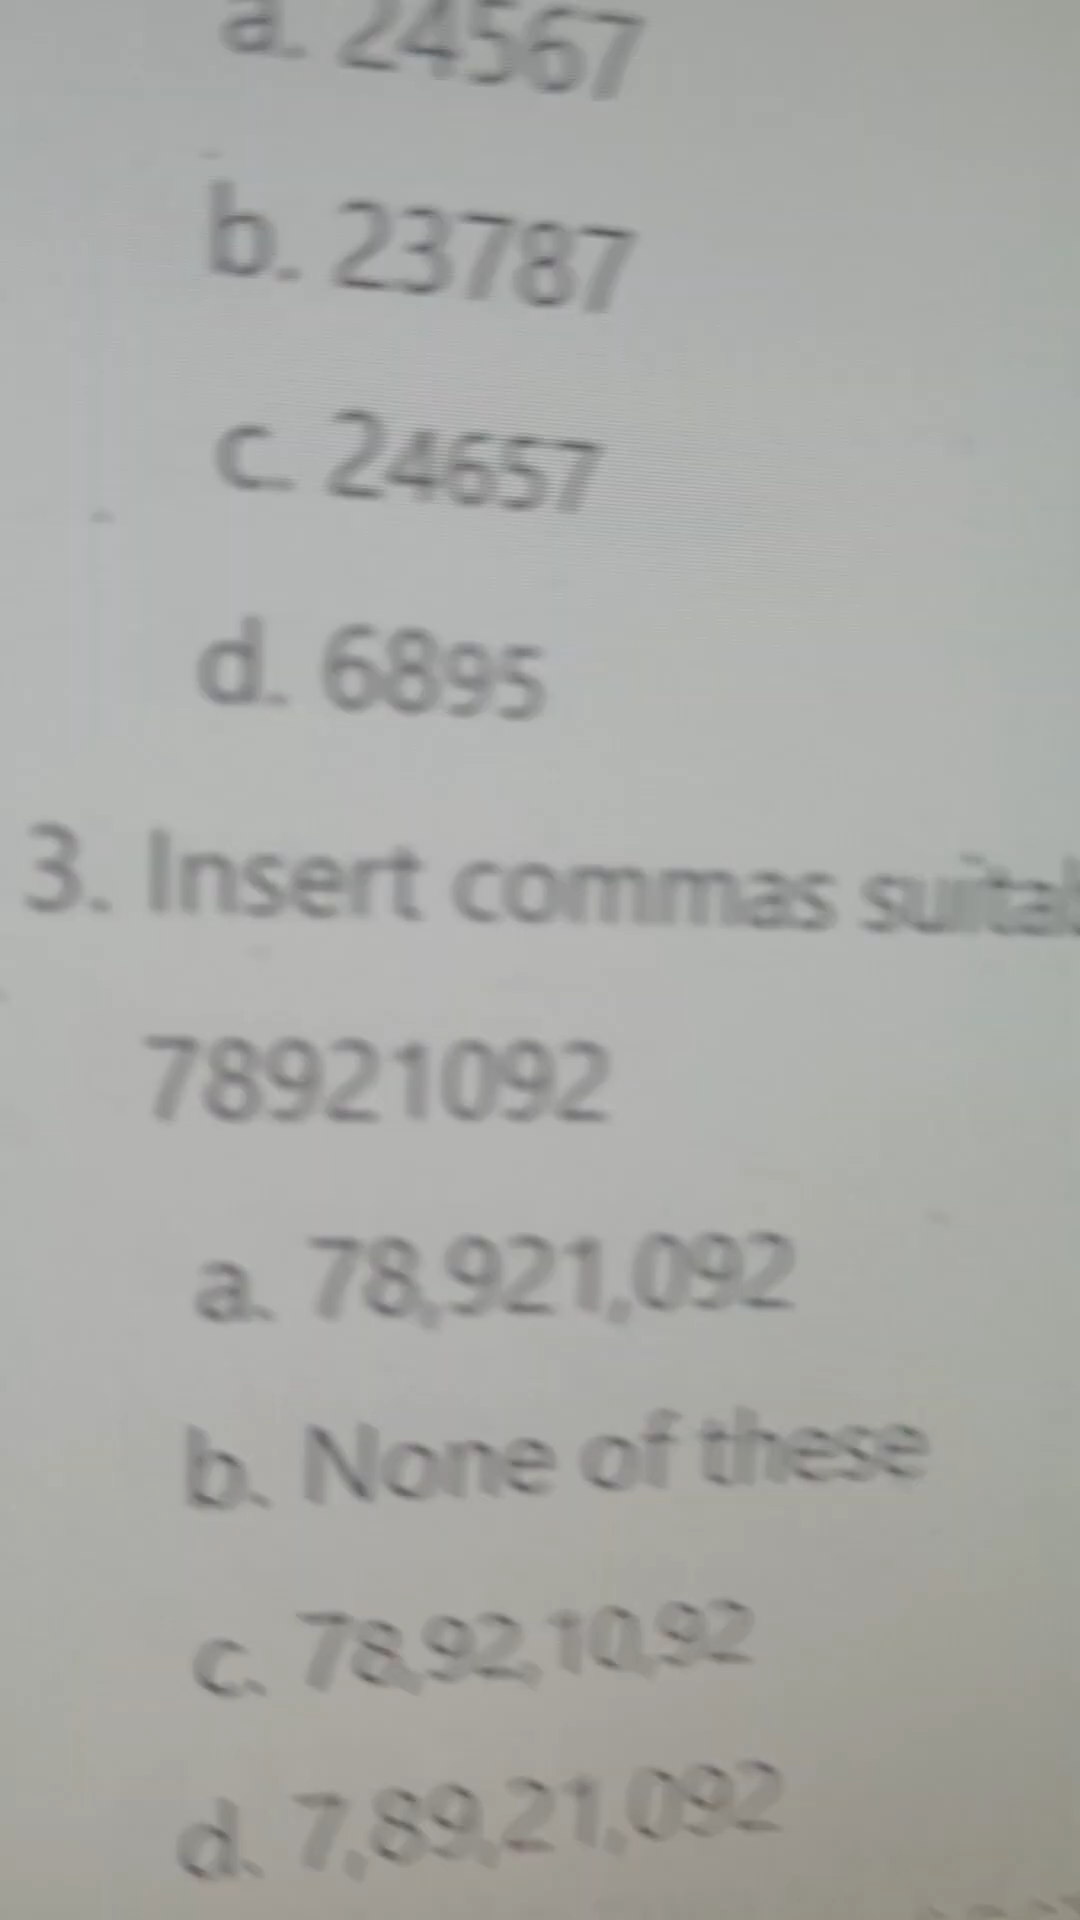 a. 24567
b. 23787
c. 24657
d. 6895
3. Insert commas
78921092
a. 78,921,092
b. None of these
c. 78,92,10,92
d. 7,89,21,092